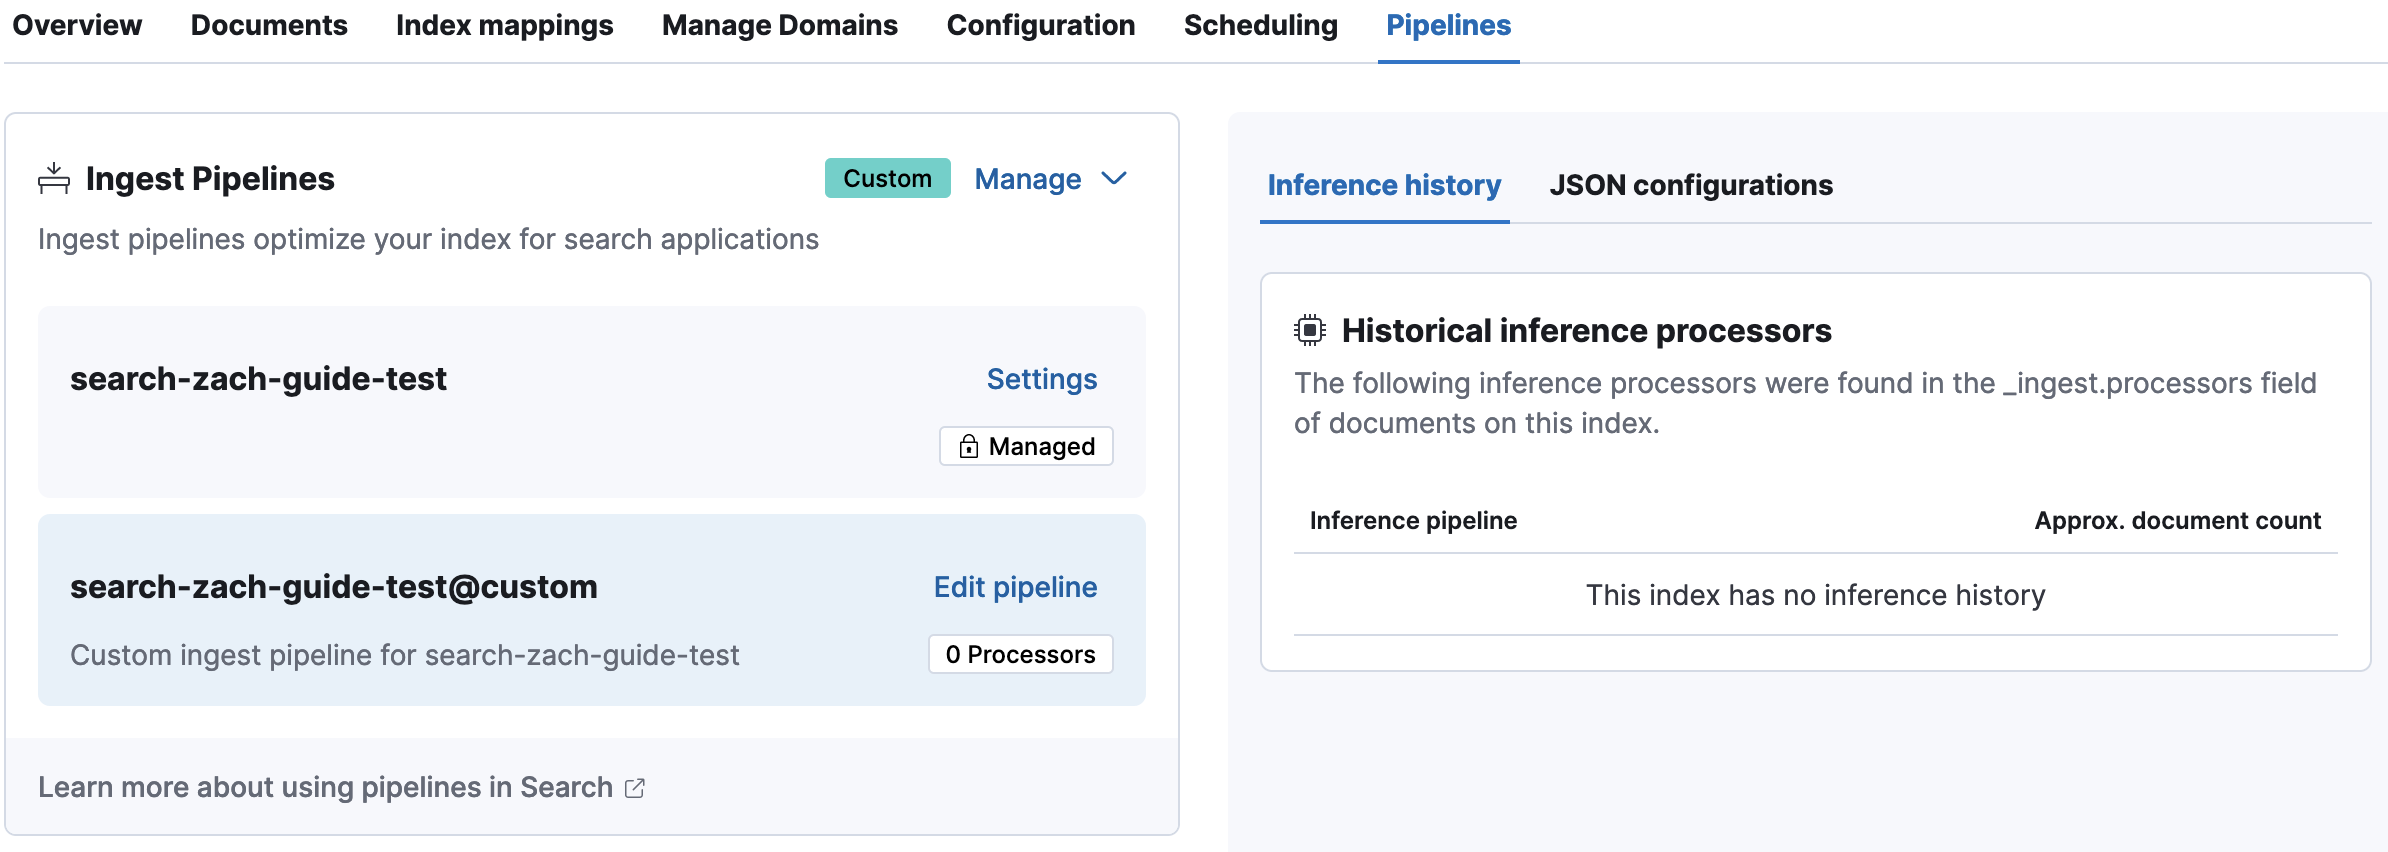 Overview Documents Index mappings Manage Domains Configuration Scheduling Pipelines
Ingest Pipelines Custom Manage
Ingest pipelines optimize your index for search applications
search-zach-guide-test Settings
Managed
search-zach-guide-test@custom Edit pipeline
Custom ingest pipeline for search-zach-guide-test 0 Processors
Learn more about using pipelines in Search
Inference history JSON configurations
Historical inference processors
The following inference processors were found in the _ingest.processors field
of documents on this index.
Inference pipeline Approx. document count
This index has no inference history